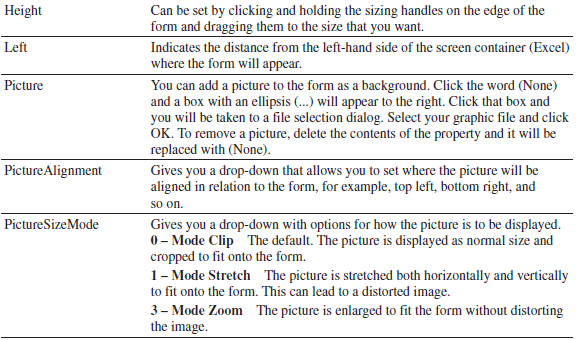 Height Can be set by clicking and holding the sizing handles on the edge of the
form and dragging them to the size that you want.
Left Indicates the distance from the left-hand side of the screen container (Excel)
where the form will appear.
Picture You can add a picture to the form as a background. Click the word (None)
and a box with an ellipsis (...) will appear to the right. Click that box and
you will be taken to a file selection dialog. Select your graphic file and click
OK. To remove a picture, delete the contents of the property and it will be
replaced with (None).
PictureAlignment Gives you a drop-down that allows you to set where the picture will be
aligned in relation to the form, for example, top left, bottom right, and
so on.
PictureSizeMode Gives you a drop-down with options for how the picture is to be displayed.
0 – Mode Clip The default. The picture is displayed as normal size and
cropped to fit onto the form.
1 – Mode Stretch The picture is stretched both horizontally and vertically
to fit onto the form. This can lead to a distorted image.
3 – Mode Zoom The picture is enlarged to fit the form without distorting
the image.